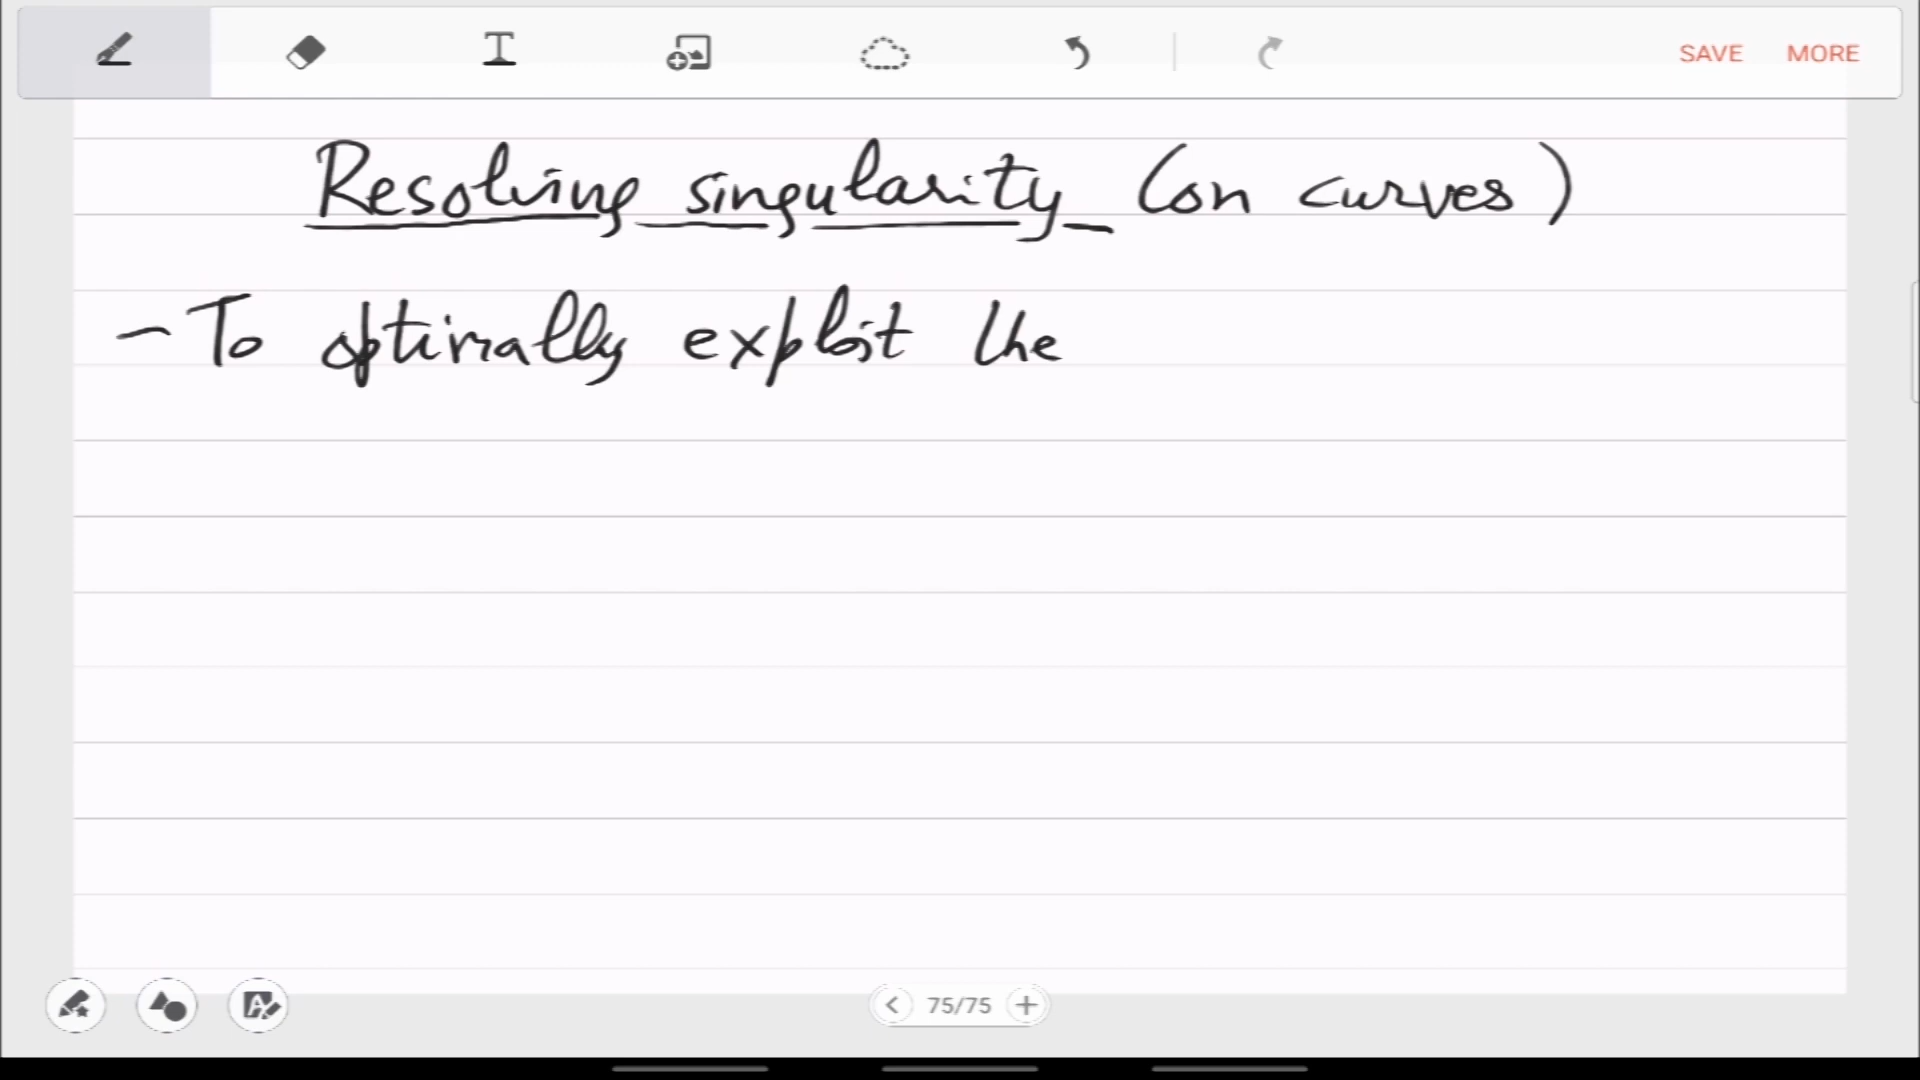 SAVE MORE
Resolving singularity (on curves)
- To optimally exploit the
75/75